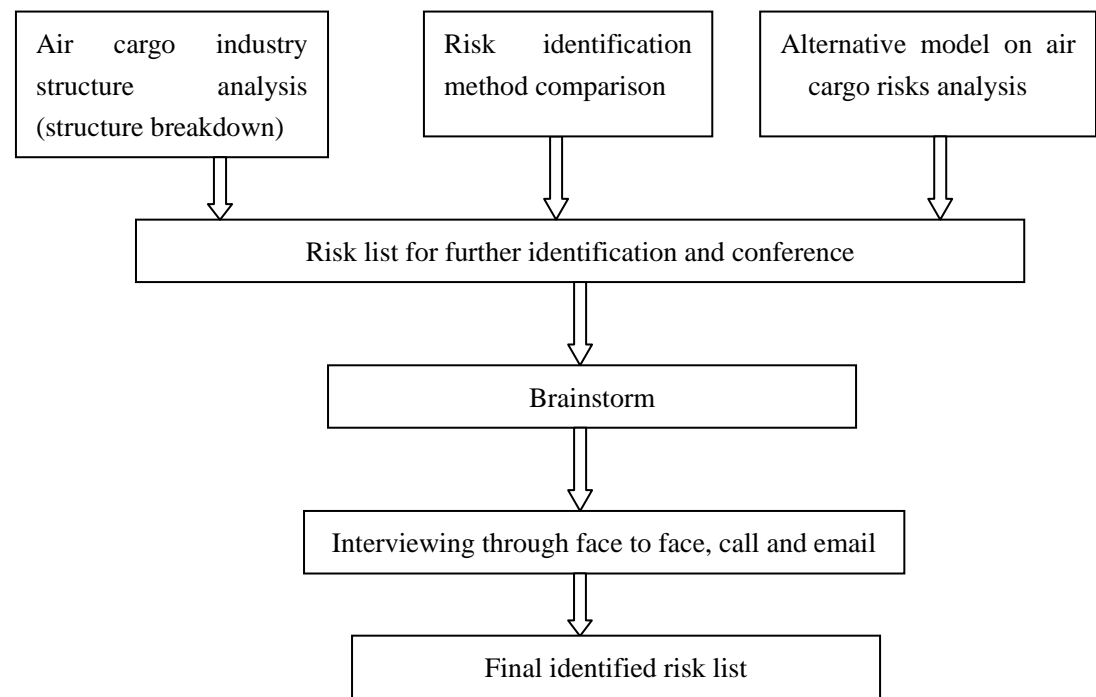 Air cargo industry
structure analysis
(structure breakdown)
Risk identification
method comparison
Alternative model on air
cargo risks analysis
Risk list for further identification and conference
Brainstorm
Interviewing through face to face, call and email
Final identified risk list